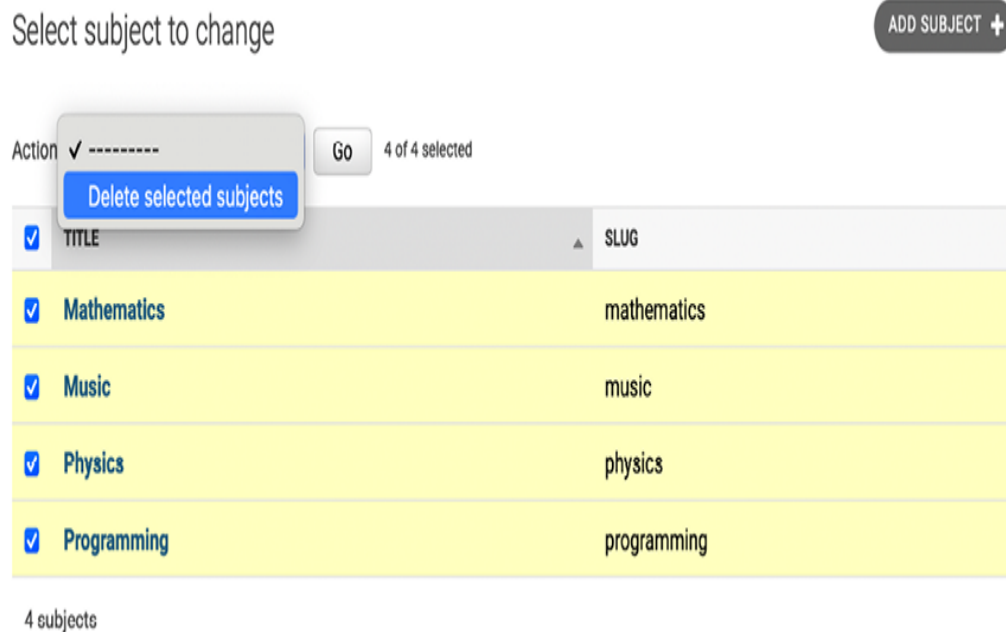 Select subject to change
ADD SUBJECT +
Action
✓ ---------
Go
4 of 4 selected
Delete selected subjects
TITLE
SLUG
Mathematics
mathematics
Music
music
Physics
physics
Programming
programming
4 subjects